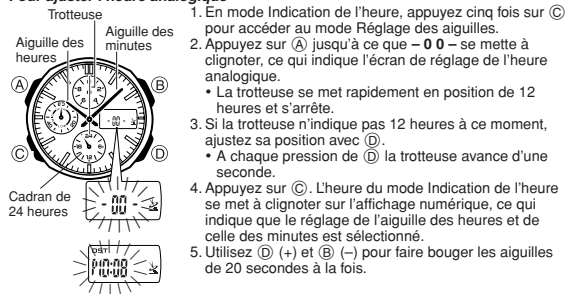 Trotteuse
Aiguille des
heures
Aiguille des
minutes
A
B
C
D
- 00 -
Cadran de
24 heures
- 00 -
DST
P 10:08
1. En mode Indication de l'heure, appuyez cinq fois sur Ⓒ
pour accéder au mode Réglage des aiguilles.
2. Appuyez sur Ⓐ jusqu'à ce que – 0 0 – se mette à
clignoter, ce qui indique l'écran de réglage de l'heure
analogique.
• La trotteuse se met rapidement en position de 12
heures et s'arrête.
3. Si la trotteuse n'indique pas 12 heures à ce moment,
ajustez sa position avec Ⓓ.
• A chaque pression de Ⓓ la trotteuse avance d'une
seconde.
4. Appuyez sur Ⓒ. L'heure du mode Indication de l'heure
se met à clignoter sur l'affichage numérique, ce qui
indique que le réglage de l'aiguille des heures et de
celle des minutes est sélectionné.
5. Utilisez Ⓓ (+) et Ⓑ (–) pour faire bouger les aiguilles
de 20 secondes à la fois.